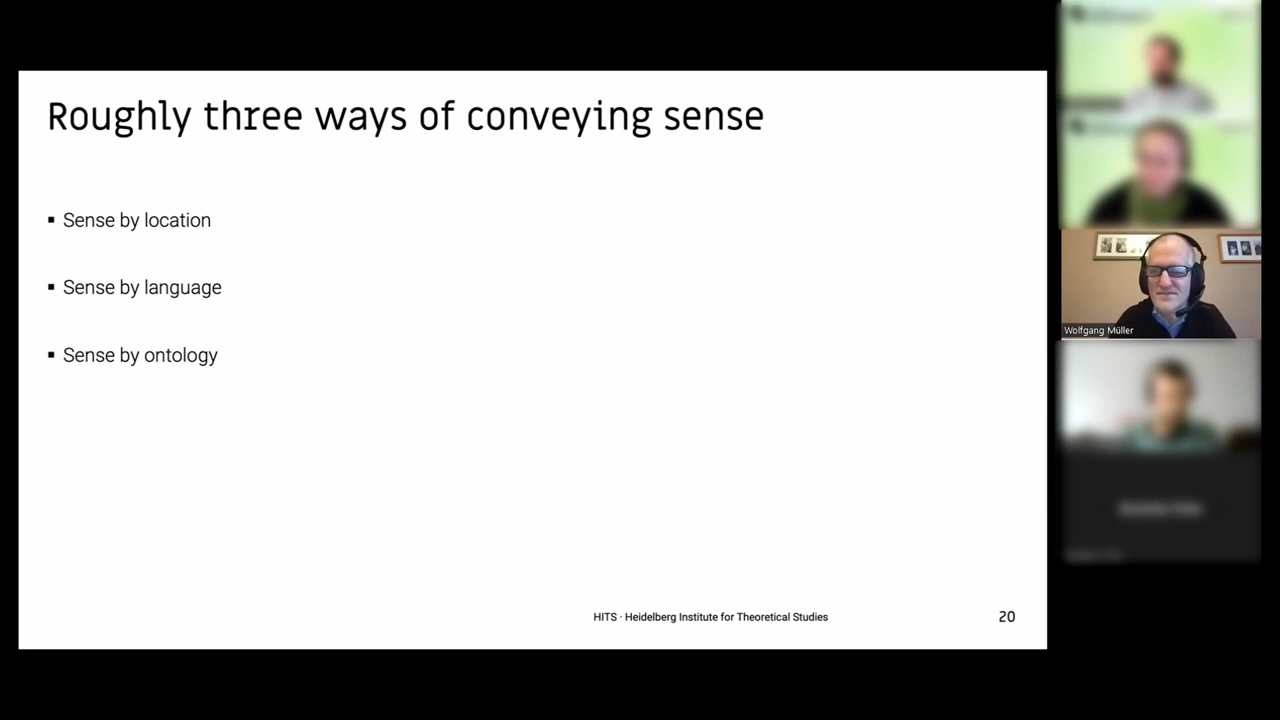 Roughly three ways of conveying sense
▪ Sense by location
▪ Sense by language
▪ Sense by ontology
HITS · Heidelberg Institute for Theoretical Studies
20
Wolfgang Müller